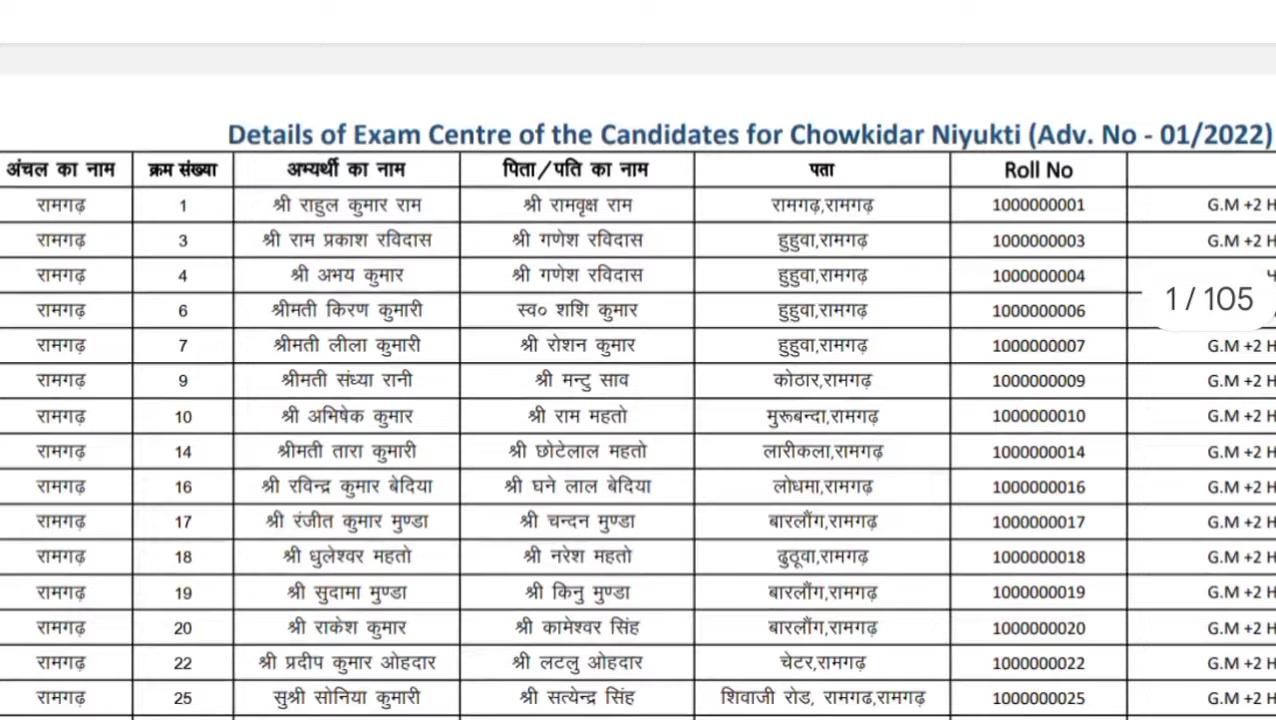 Details of Exam Centre of the Candidates for Chowkidar Niyukti (Adv. No - 01/2022)
अंचल का नाम क्रम संख्या अभ्यर्थी का नाम पिता/पति का नाम पता Roll No
रामगढ़ 1 श्री राहुल कुमार राम श्री रामवृक्ष राम रामगढ़,रामगढ़ 1000000001 G.M +2 H
रामगढ़ 3 श्री राम प्रकाश रविदास श्री गणेश रविदास हुहुवा,रामगढ़ 1000000003 G.M +2 H
रामगढ़ 4 श्री अभय कुमार श्री गणेश रविदास हुहुवा,रामगढ़ 1000000004
1 / 105
रामगढ़ 6 श्रीमती किरण कुमारी स्व० शशि कुमार हुहुवा,रामगढ़ 1000000006
रामगढ़ 7 श्रीमती लीला कुमारी श्री रोशन कुमार हुहुवा,रामगढ़ 1000000007 G.M +2 H
रामगढ़ 9 श्रीमती संध्या रानी श्री मन्टु साव कोठार,रामगढ़ 1000000009 G.M +2 H
रामगढ़ 10 श्री अभिषेक कुमार श्री राम महतो मुरूबन्दा,रामगढ़ 1000000010 G.M +2 H
रामगढ़ 14 श्रीमती तारा कुमारी श्री छोटेलाल महतो लारीकला,रामगढ़ 1000000014 G.M +2 H
रामगढ़ 16 श्री रविन्द्र कुमार बेदिया श्री घने लाल बेदिया लोधमा,रामगढ़ 1000000016 G.M +2 H
रामगढ़ 17 श्री रंजीत कुमार मुण्डा श्री चन्दन मुण्डा बारलौंग,रामगढ़ 1000000017 G.M +2 H
रामगढ़ 18 श्री धुलेश्वर महतो श्री नरेश महतो ढुठूवा,रामगढ़ 1000000018 G.M +2 H
रामगढ़ 19 श्री सुदामा मुण्डा श्री किनु मुण्डा बारलौंग,रामगढ़ 1000000019 G.M +2 H
रामगढ़ 20 श्री राकेश कुमार श्री कामेश्वर सिंह बारलौंग,रामगढ़ 1000000020 G.M +2 H
रामगढ़ 22 श्री प्रदीप कुमार ओहदार श्री लटलु ओहदार चेटर,रामगढ़ 1000000022 G.M +2 H
रामगढ़ 25 सुश्री सोनिया कुमारी श्री सत्येन्द्र सिंह शिवाजी रोड, रामगढ़,रामगढ़ 1000000025 G.M +2 H